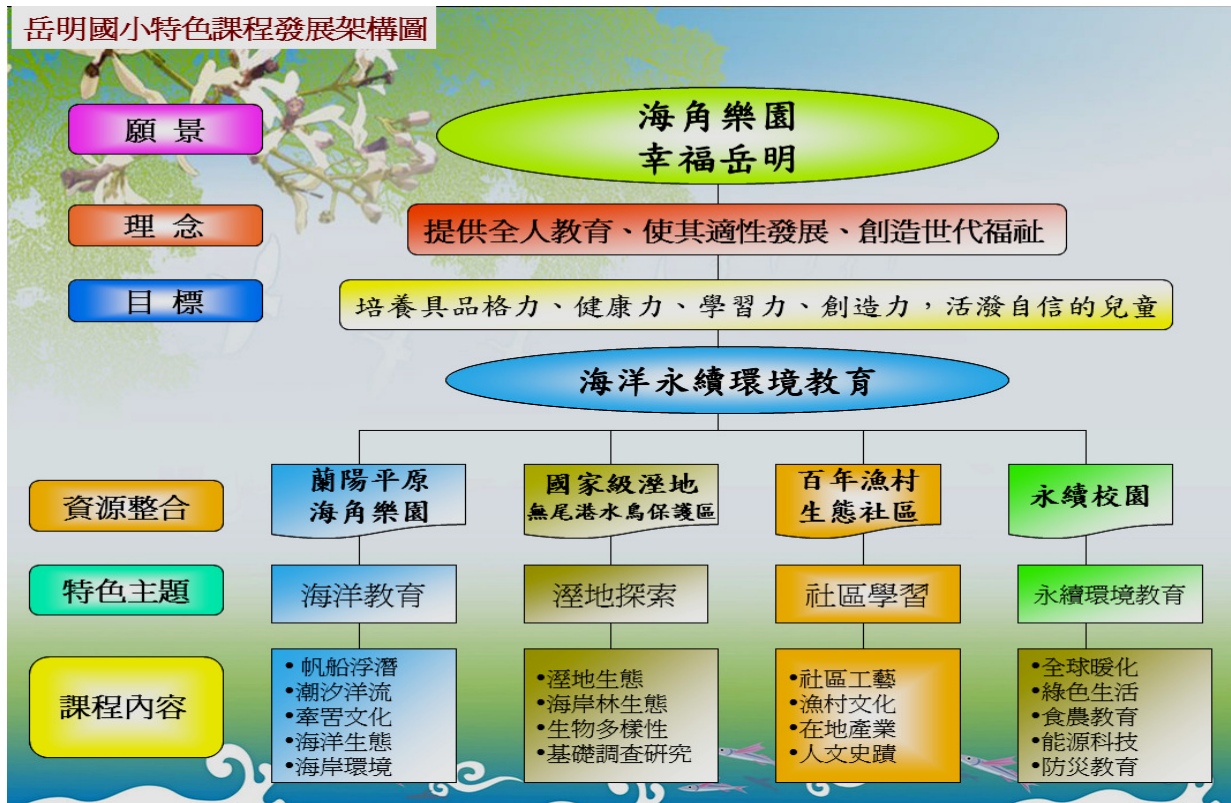 岳明國小特色課程發展架構圖
願 景
海角樂園
幸福岳明
理 念
提供全人教育、使其適性發展、創造世代福祉
目 標
培養具品格力、健康力、學習力、創造力，活潑自信的兒童
海洋永續環境教育
資源整合
蘭陽平原
海角樂園
國家級溼地
無尾港水鳥保護區
百年漁村
生態社區
永續校園
特色主題
海洋教育
溼地探索
社區學習
永續環境教育
課程內容
•帆船浮潛
•潮汐洋流
•牽罟文化
•海洋生態
•海岸環境
•溼地生態
•海岸林生態
•生物多樣性
•基礎調查研究
•社區工藝
•漁村文化
•在地產業
•人文史蹟
•全球暖化
•綠色生活
•食農教育
•能源科技
•防災教育